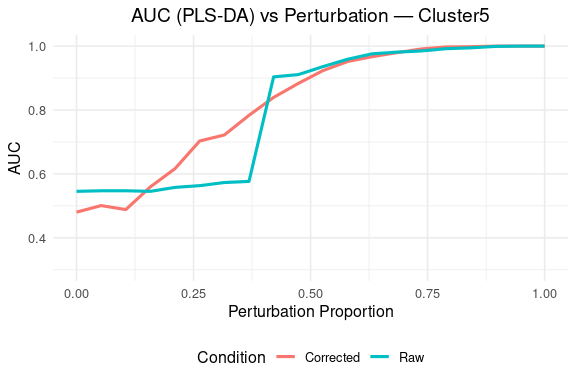 AUC (PLS-DA) vs Perturbation — Cluster5
1.0
0.8
0.6
0.4
AUC
0.00 0.25 0.50 0.75 1.00
Perturbation Proportion
Condition Corrected Raw